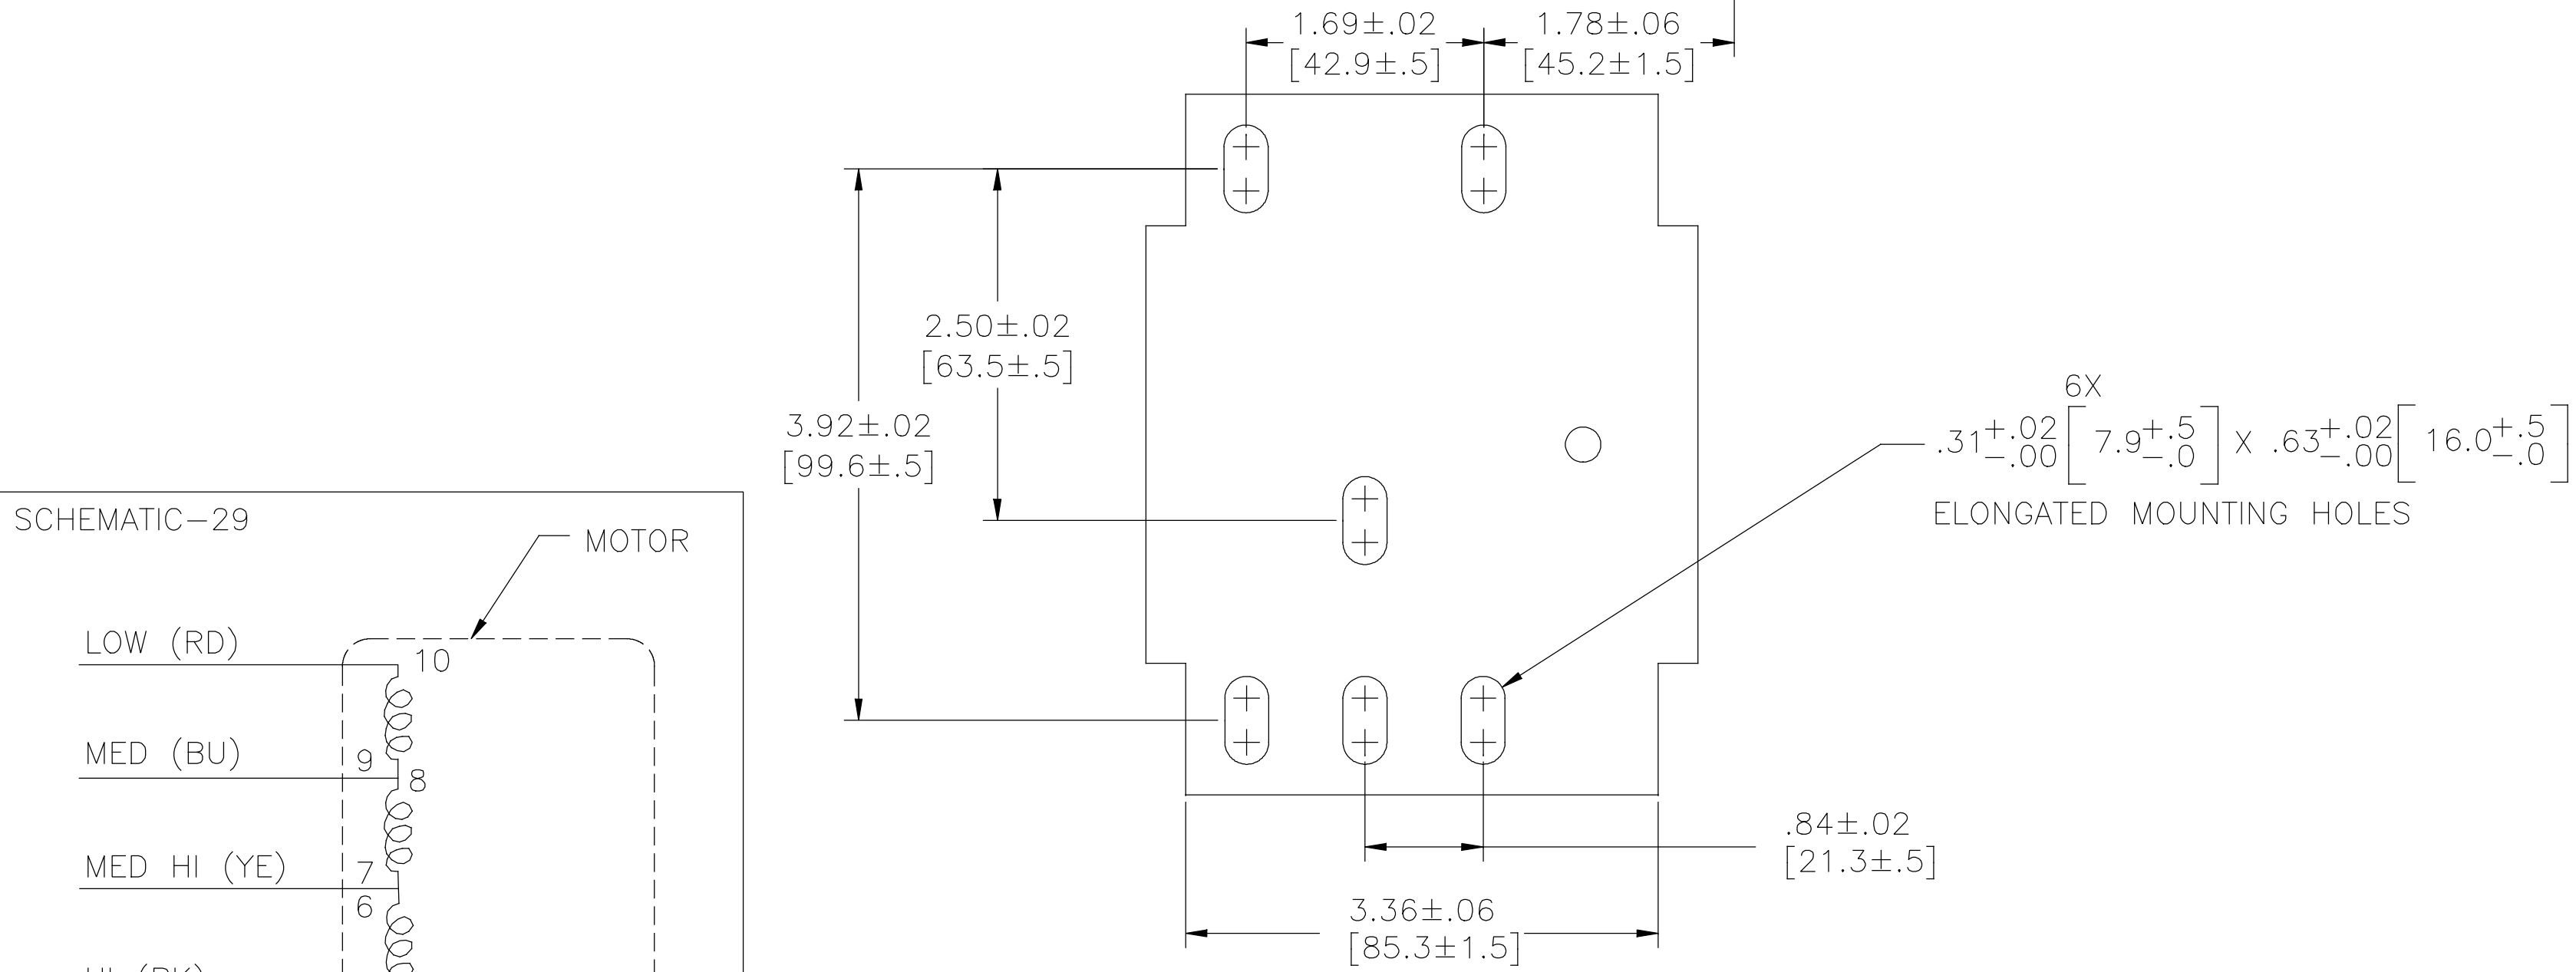 1.69±.02
[42.9±.5]
1.78±.06
[45.2±1.5]
2.50±.02
[63.5±.5]
3.92±.02
[99.6±.5]
6X
.31+.02-.00[7.9+.5-.0] X .63+.02-.00[16.0+.5-.0]
ELONGATED MOUNTING HOLES
.84±.02
[21.3±.5]
3.36±.06
[85.3±1.5]
SCHEMATIC-29
MOTOR
LOW (RD)
10
MED (BU)
9
8
MED HI (YE)
7
6